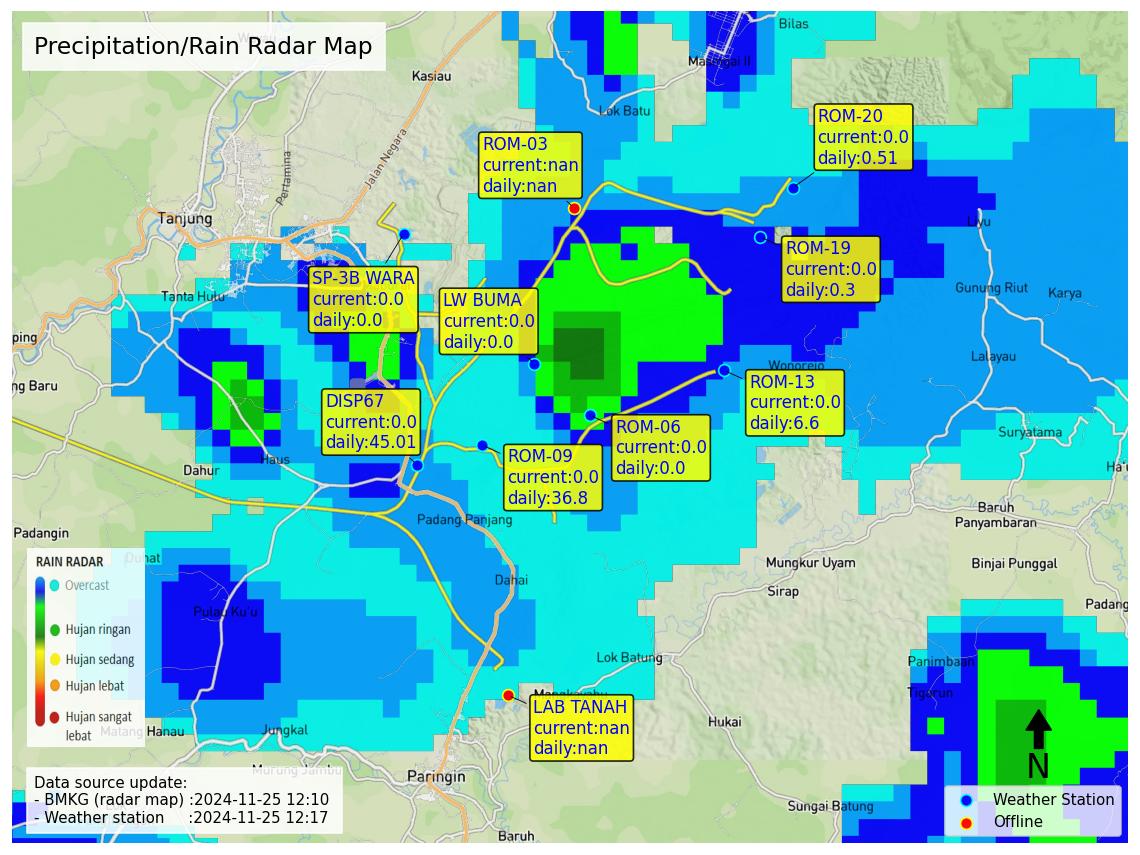 Precipitation/Rain Radar Map
Bilas
Masingai II
Kasiau
Lok Batu
Jalan Negara
Pertamina
Tanjung
Tanta Hulu
ROM-20
current:0.0
daily:0.51
ROM-03
current:nan
daily:nan
Liyu
ROM-19
current:0.0
daily:0.3
SP-3B WARA
current:0.0
daily:0.0
LW BUMA
current:0.0
daily:0.0
Gunung Riut
Karya
ping
Lalayau
Wonorejo
ng Baru
ROM-13
current:0.0
daily:6.6
DISP67
current:0.0
daily:45.01
ROM-06
current:0.0
daily:0.0
Suryatama
ROM-09
current:0.0
daily:36.8
Haus
Dahur
Ha'u
Padang Panjang
Baruh
Panyambaran
Padangin
Mungkur Uyam
Binjai Punggal
Dahai
Sirap
Padang
RAIN RADAR
Overcast
Hujan ringan
Hujan sedang
Hujan lebat
Hujan sangat
lebat
Duhat
Pulau Ku'u
Lok Batung
Panimbaan
Tigarun
LAB TANAH
current:nan
daily:nan
Hukai
Matang Hanau
Jungkal
Murung Jambu
Paringin
N
Data source update:
- BMKG (radar map) :2024-11-25 12:10
- Weather station :2024-11-25 12:17
Sungai Batung
Baruh
Weather Station
Offline